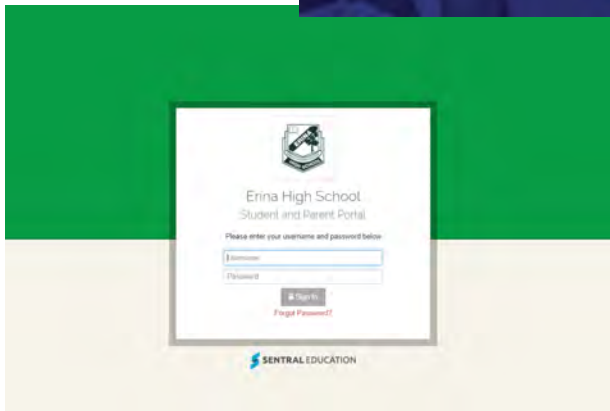 ERINA
Erina High School
Student and Parent Portal
Please enter your username and password below
Username
Password
Sign In
Forgot Password?
SENTRAL EDUCATION